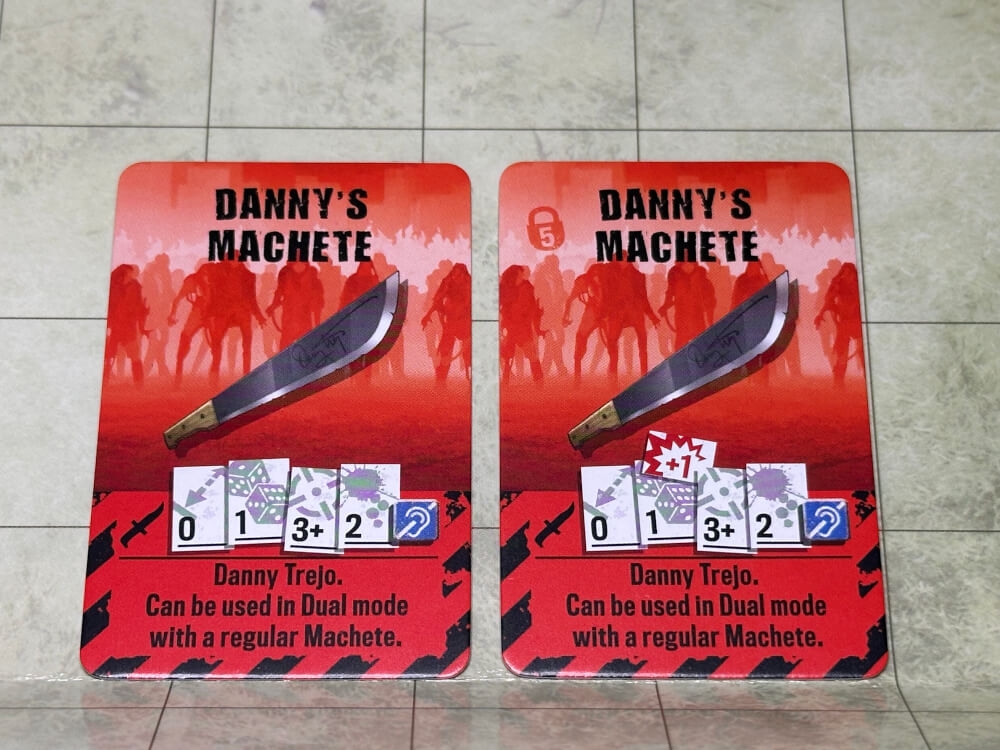 DANNY'S
MACHETE
0 1 3+ 2
Danny Trejo.
Can be used in Dual mode
with a regular Machete.
5
DANNY'S
MACHETE
+1
0 1 3+ 2
Danny Trejo.
Can be used in Dual mode
with a regular Machete.